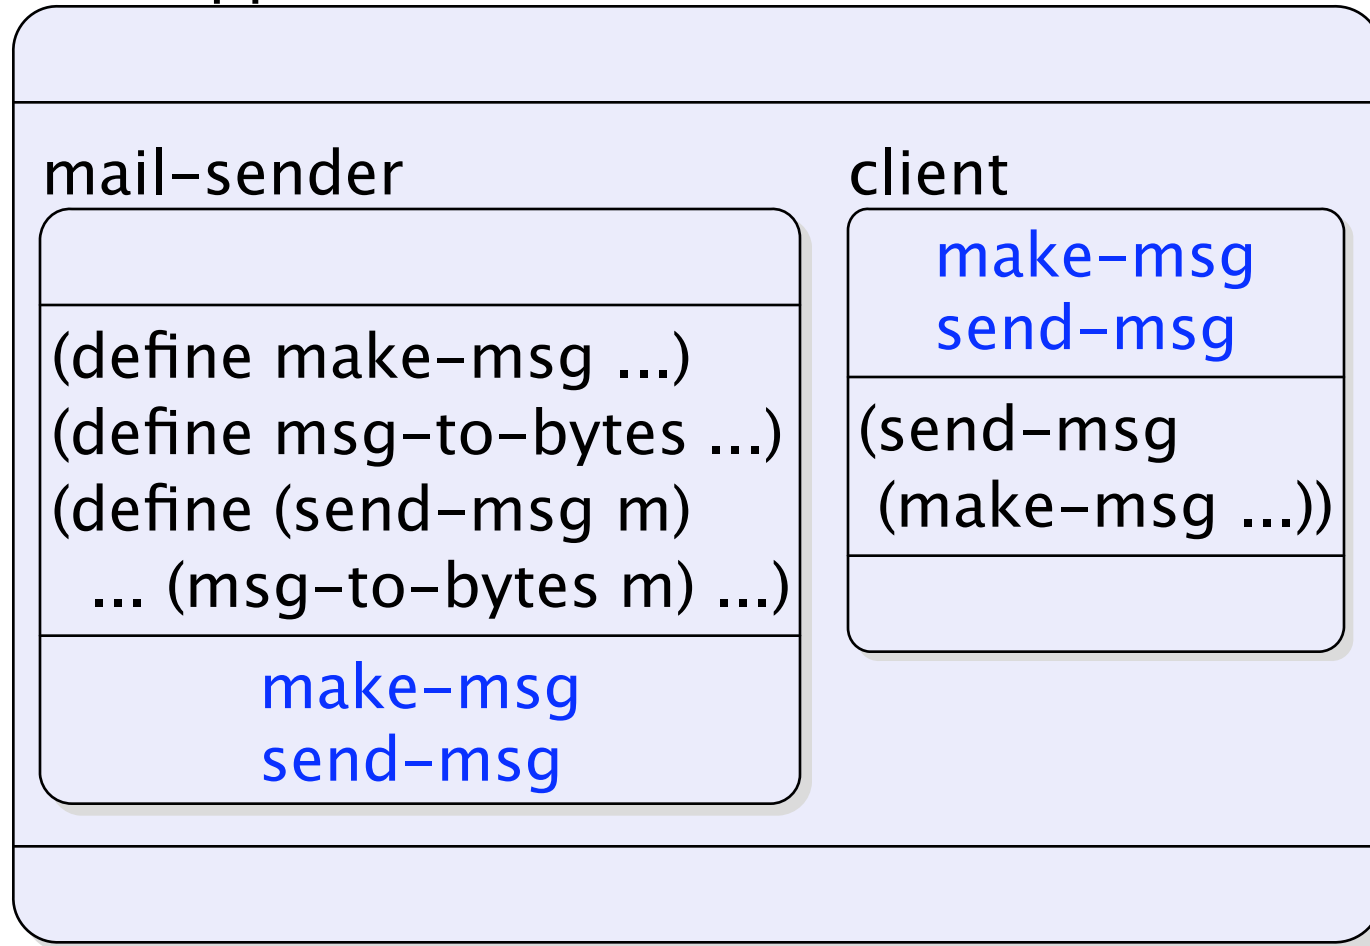 mail–sender
(define make–msg ...)
(define msg–to–bytes ...)
(define (send–msg m)
... (msg–to–bytes m) ...)
make–msg
send–msg
client
make–msg
send–msg
(send–msg
(make–msg ...))